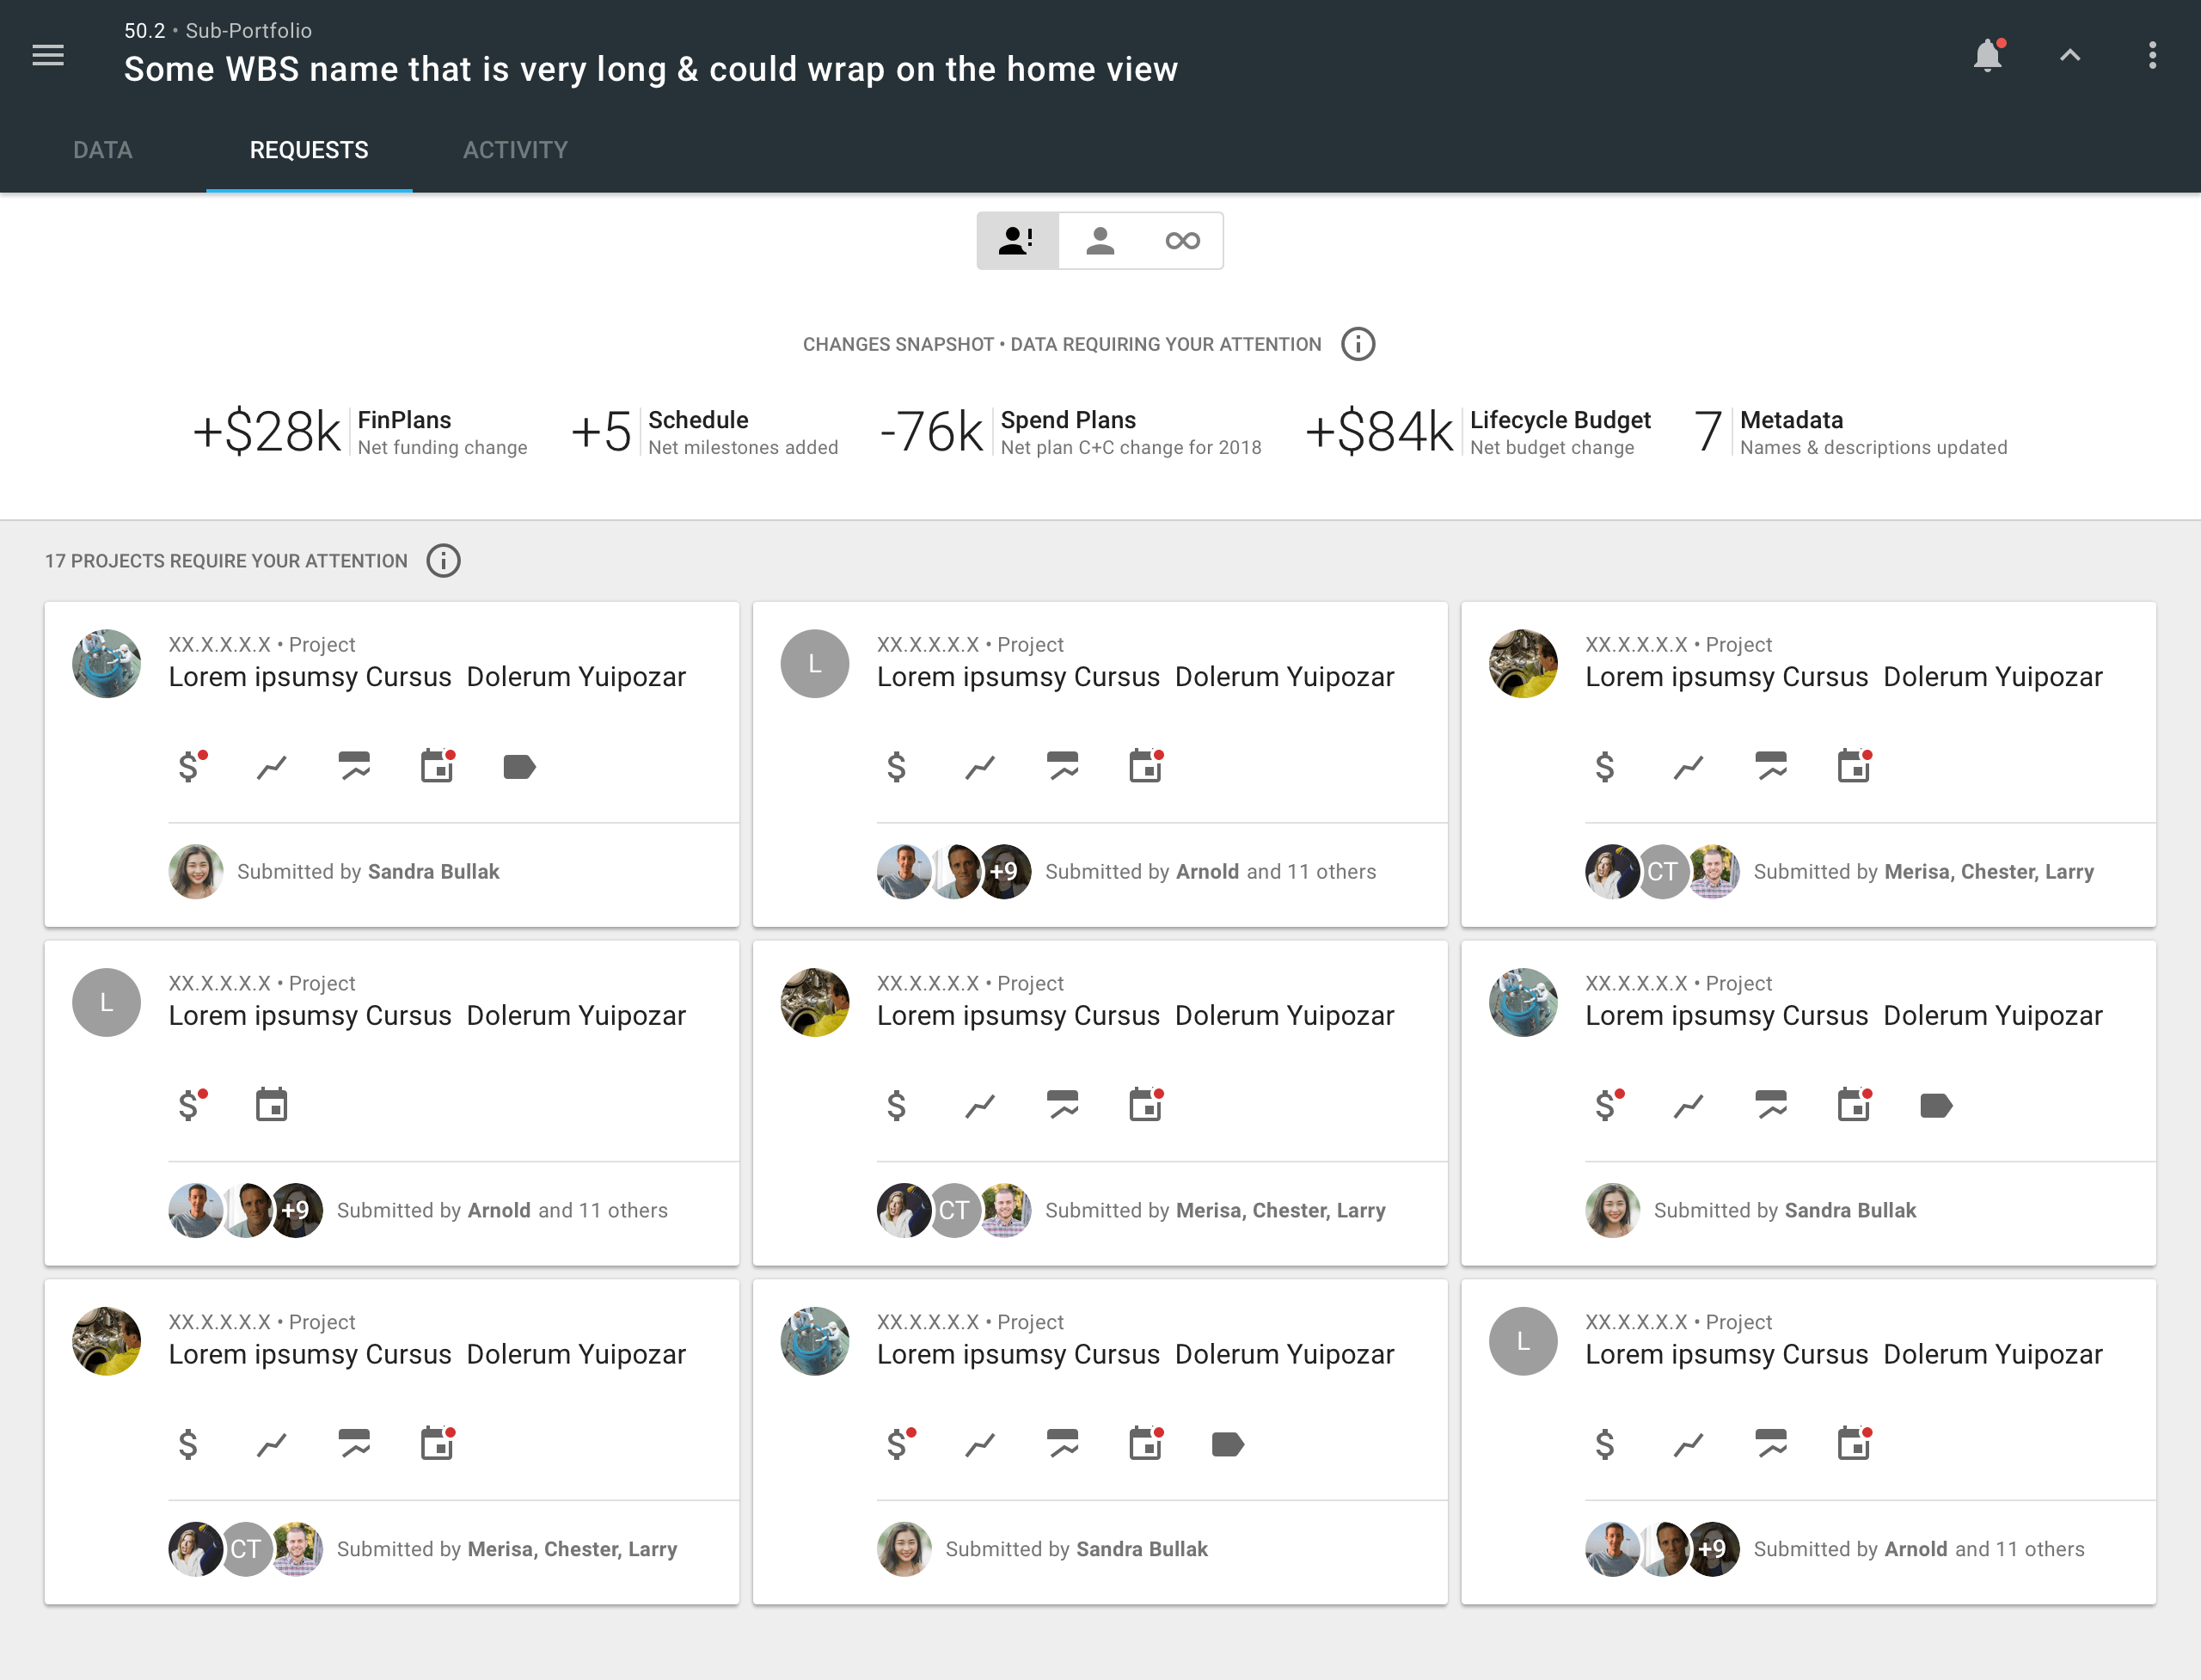 50.2 • Sub-Portfolio
Some WBS name that is very long & could wrap on the home view
DATA
REQUESTS
ACTIVITY
CHANGES SNAPSHOT • DATA REQUIRING YOUR ATTENTION
+$28k
FinPlans
Net funding change
+5
Schedule
Net milestones added
-76k
Spend Plans
Net plan C+C change for 2018
+$84k
Lifecycle Budget
Net budget change
7
Metadata
Names & descriptions updated
17 PROJECTS REQUIRE YOUR ATTENTION
XX.X.X.X.X • Project
Lorem ipsumsy Cursus  Dolerum Yuipozar
Submitted by Sandra Bullak
L
XX.X.X.X.X • Project
Lorem ipsumsy Cursus  Dolerum Yuipozar
+9
Submitted by Arnold and 11 others
XX.X.X.X.X • Project
Lorem ipsumsy Cursus  Dolerum Yuipozar
CT
Submitted by Merisa, Chester, Larry
L
XX.X.X.X.X • Project
Lorem ipsumsy Cursus  Dolerum Yuipozar
+9
Submitted by Arnold and 11 others
XX.X.X.X.X • Project
Lorem ipsumsy Cursus  Dolerum Yuipozar
CT
Submitted by Merisa, Chester, Larry
XX.X.X.X.X • Project
Lorem ipsumsy Cursus  Dolerum Yuipozar
Submitted by Sandra Bullak
XX.X.X.X.X • Project
Lorem ipsumsy Cursus  Dolerum Yuipozar
CT
Submitted by Merisa, Chester, Larry
XX.X.X.X.X • Project
Lorem ipsumsy Cursus  Dolerum Yuipozar
Submitted by Sandra Bullak
L
XX.X.X.X.X • Project
Lorem ipsumsy Cursus  Dolerum Yuipozar
+9
Submitted by Arnold and 11 others